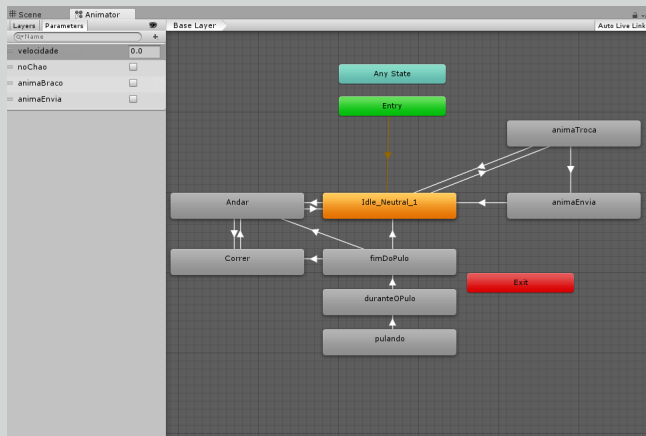 Scene
Animator
Layers
Parameters
Name
+
velocidade
0.0
noChao
animaBraco
animaEnvia
Base Layer
Auto Live Link
Any State
Entry
animaTroca
Andar
Idle_Neutral_1
animaEnvia
Correr
fimDoPulo
Exit
duranteOPulo
pulando